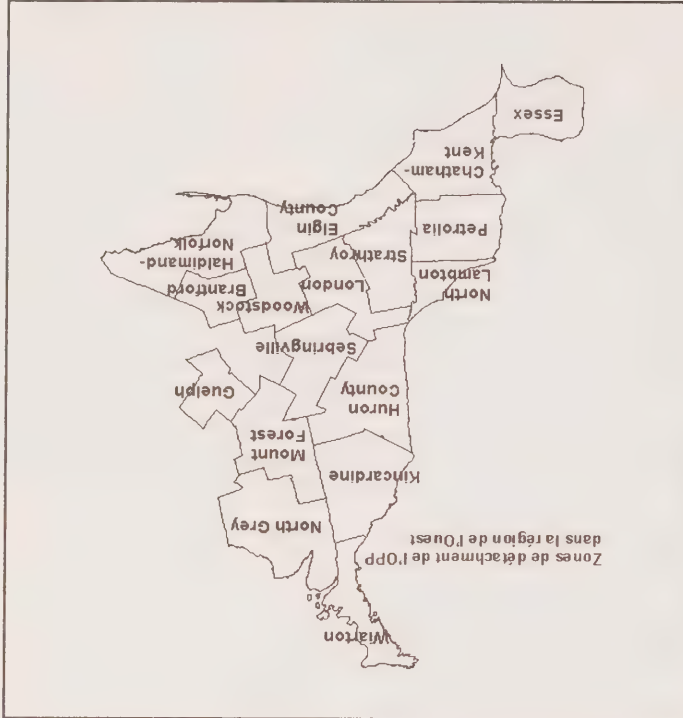 Wiarton
Zones de détachment de l'OPP
dans la région de l'Ouest
North Grey
Kincardine
Mount
Forest
Huron
County
Guelph
Sebringville
North
Lambton
London
Woodstock
Brantford
Haldimand-
Norfolk
Strathroy
Petrolia
Elgin
County
Chatham-
Kent
Essex